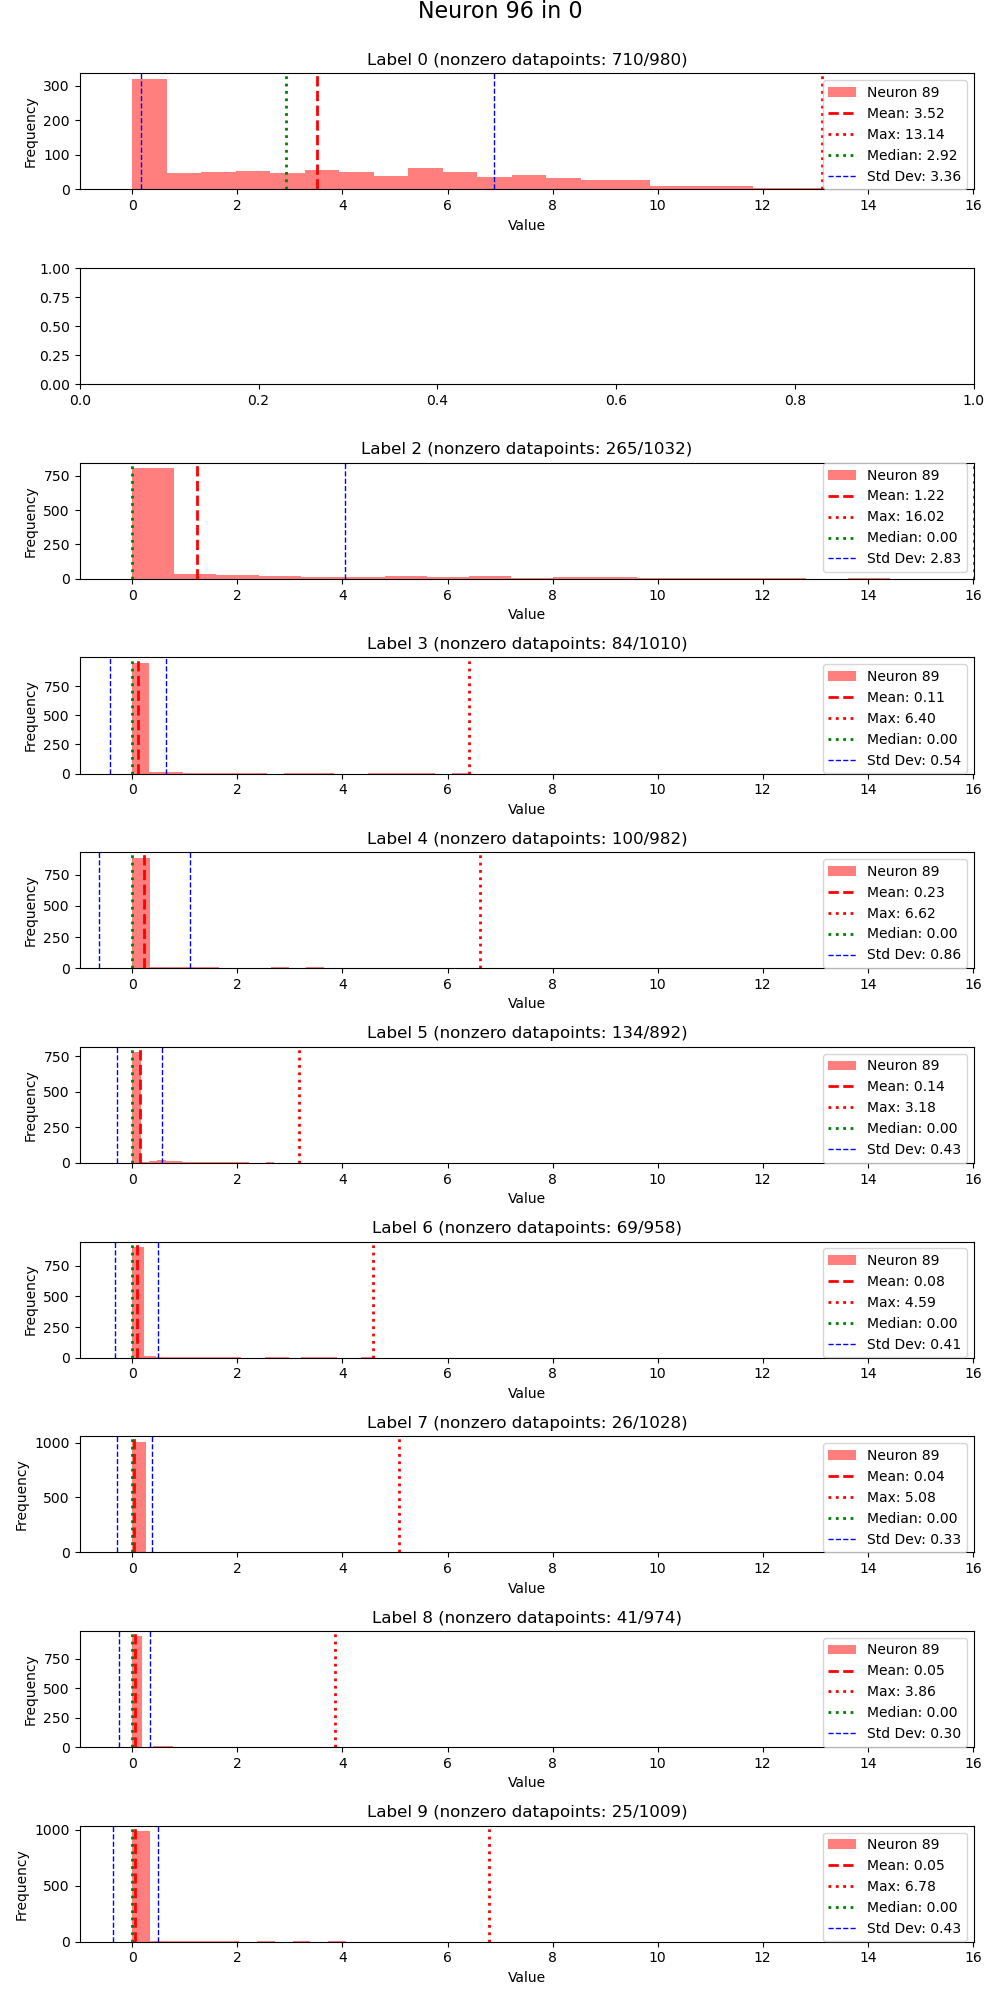 Neuron 96 in 0
Label 0 (nonzero datapoints: 710/980)
Frequency
300
200
100
0
Neuron 89
Mean: 3.52
Max: 13.14
Median: 2.92
Std Dev: 3.36
0 2 4 6 8 10 12 14 16
Value
1.00
0.75
0.50
0.25
0.00
0.0 0.2 0.4 0.6 0.8 1.0
Label 2 (nonzero datapoints: 265/1032)
Frequency
750
500
250
0
Neuron 89
Mean: 1.22
Max: 16.02
Median: 0.00
Std Dev: 2.83
0 2 4 6 8 10 12 14 16
Value
Label 3 (nonzero datapoints: 84/1010)
Frequency
750
500
250
0
Neuron 89
Mean: 0.11
Max: 6.40
Median: 0.00
Std Dev: 0.54
0 2 4 6 8 10 12 14 16
Value
Label 4 (nonzero datapoints: 100/982)
Frequency
750
500
250
0
Neuron 89
Mean: 0.23
Max: 6.62
Median: 0.00
Std Dev: 0.86
0 2 4 6 8 10 12 14 16
Value
Label 5 (nonzero datapoints: 134/892)
Frequency
750
500
250
0
Neuron 89
Mean: 0.14
Max: 3.18
Median: 0.00
Std Dev: 0.43
0 2 4 6 8 10 12 14 16
Value
Label 6 (nonzero datapoints: 69/958)
Frequency
750
500
250
0
Neuron 89
Mean: 0.08
Max: 4.59
Median: 0.00
Std Dev: 0.41
0 2 4 6 8 10 12 14 16
Value
Label 7 (nonzero datapoints: 26/1028)
Frequency
1000
500
0
Neuron 89
Mean: 0.04
Max: 5.08
Median: 0.00
Std Dev: 0.33
0 2 4 6 8 10 12 14 16
Value
Label 8 (nonzero datapoints: 41/974)
Frequency
750
500
250
0
Neuron 89
Mean: 0.05
Max: 3.86
Median: 0.00
Std Dev: 0.30
0 2 4 6 8 10 12 14 16
Value
Label 9 (nonzero datapoints: 25/1009)
Frequency
1000
500
0
Neuron 89
Mean: 0.05
Max: 6.78
Median: 0.00
Std Dev: 0.43
0 2 4 6 8 10 12 14 16
Value